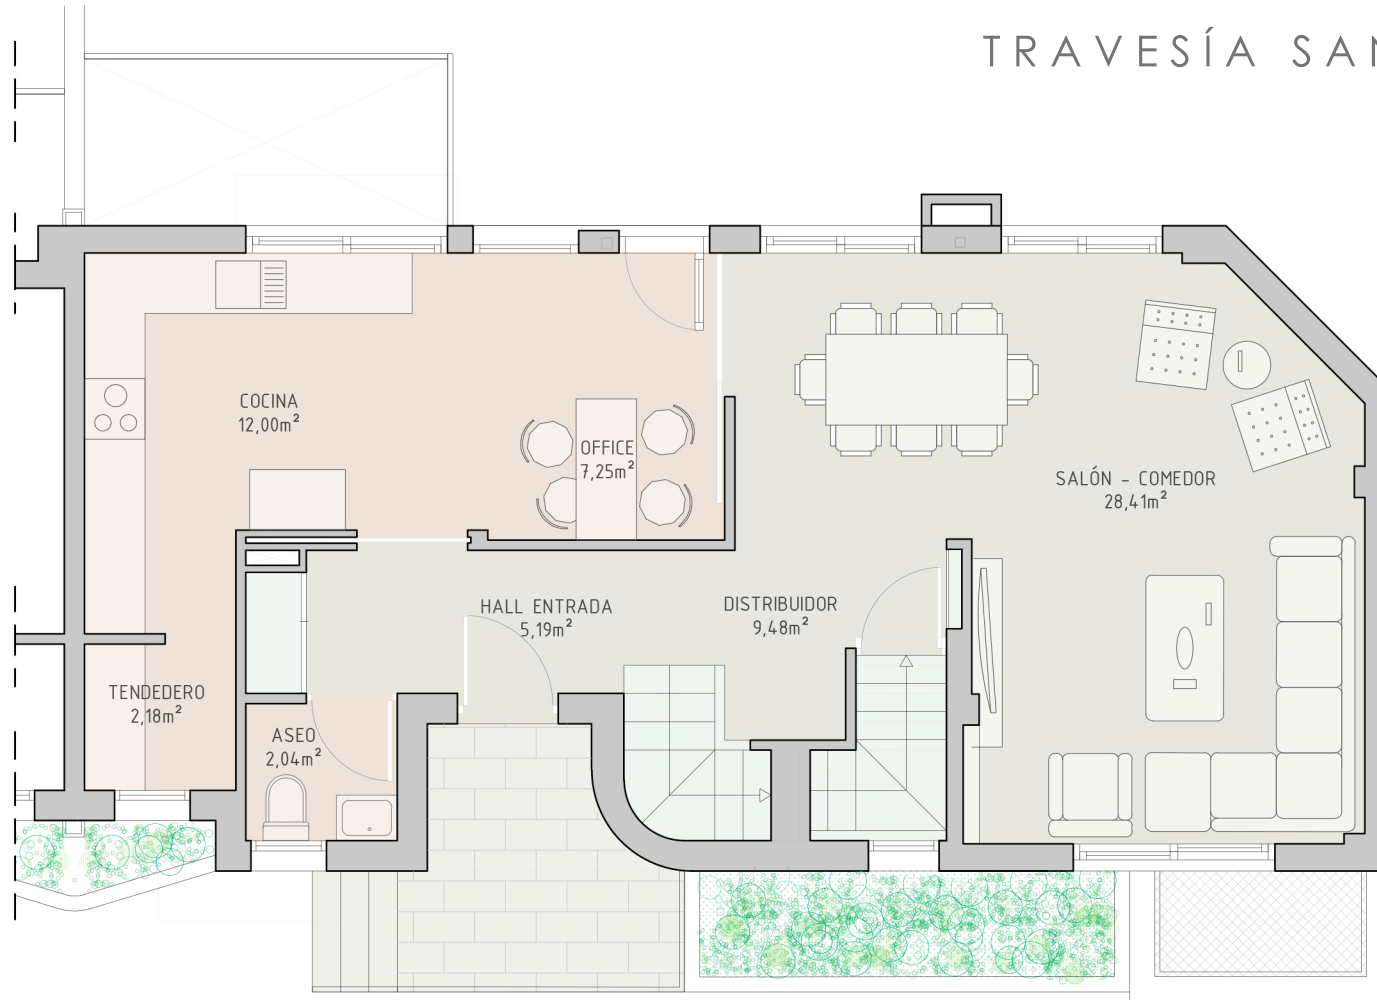 TRAVESÍA SAN
COCINA
12,00m²
OFFICE
7,25m²
SALÓN - COMEDOR
28,41m²
HALL ENTRADA
5,19m²
DISTRIBUIDOR
9,48m²
TENDEDERO
2,18m²
ASEO
2,04m²